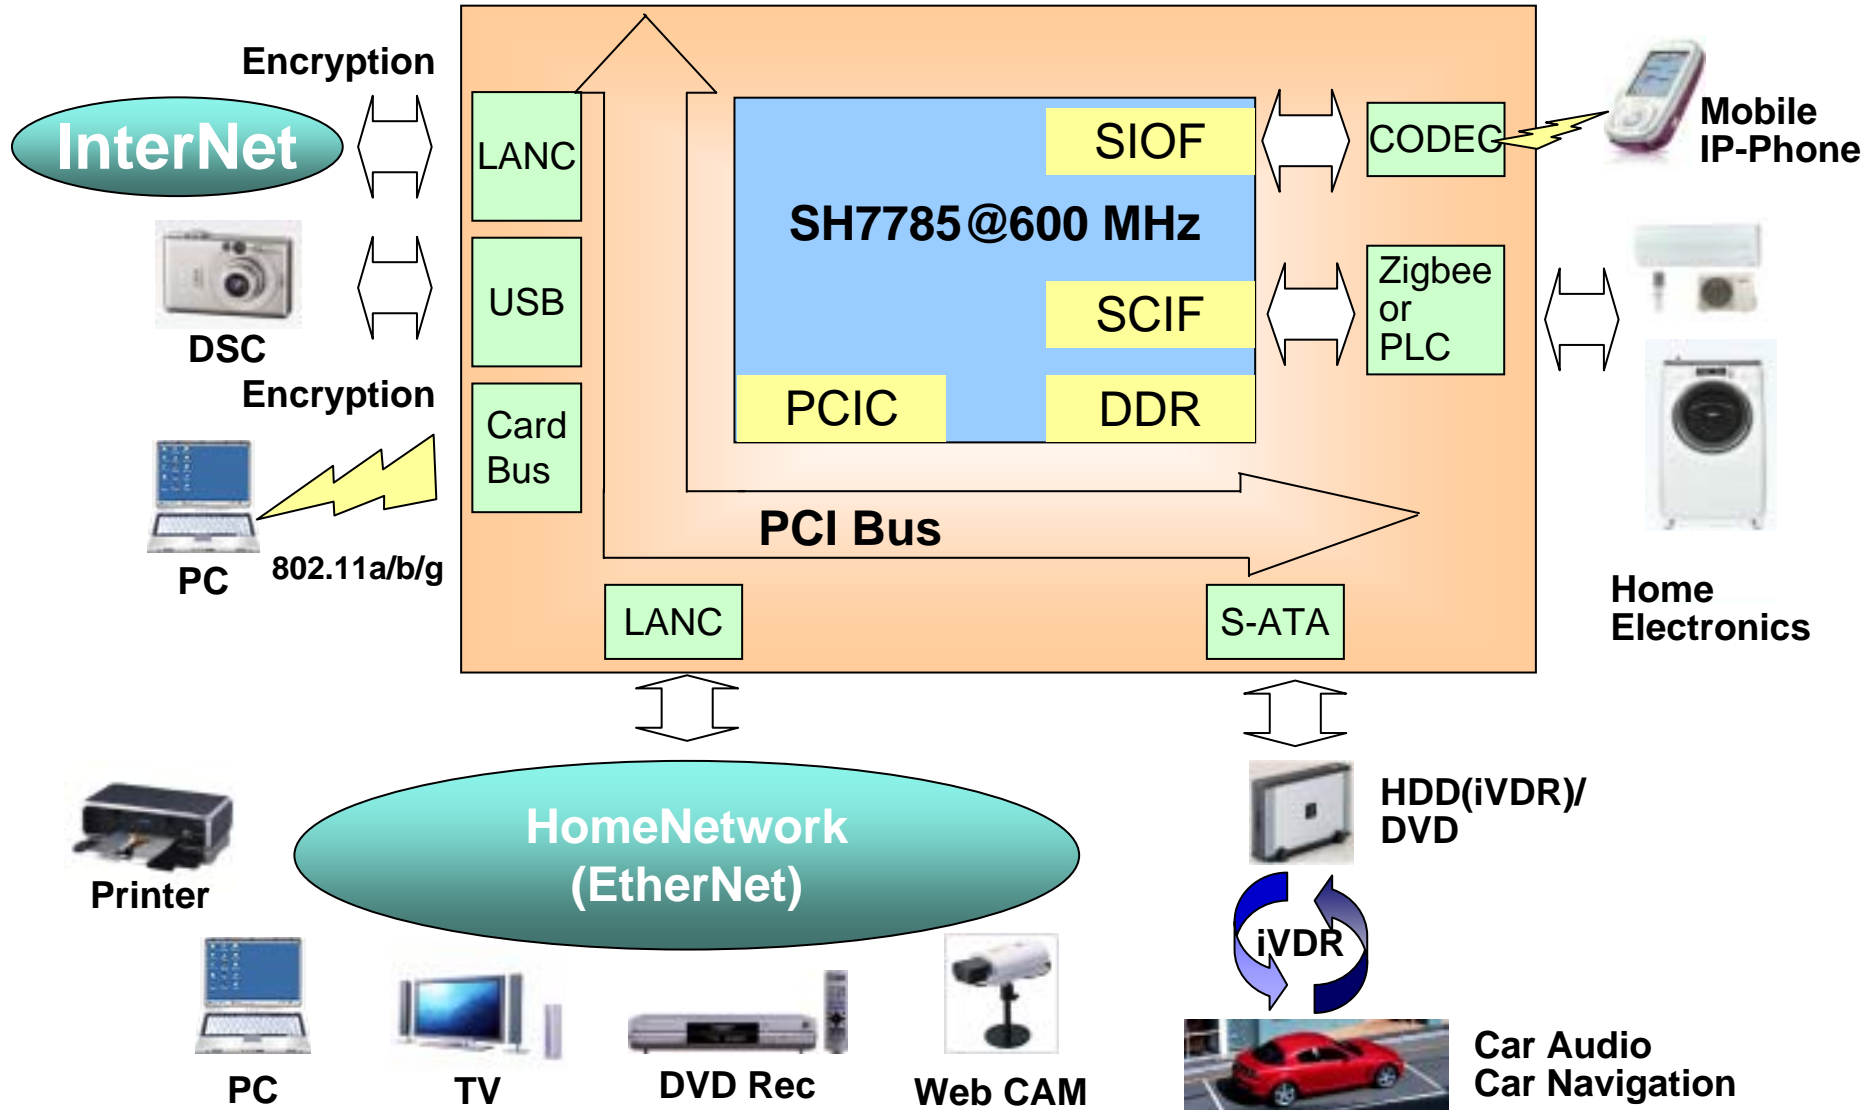 Encryption
InterNet
LANC
SIOF
CODEC
Mobile
IP-Phone
SH7785@600 MHz
DSC
USB
SCIF
Zigbee
or
PLC
Encryption
PCIC
DDR
Card
Bus
PC
802.11a/b/g
PCI Bus
LANC
S-ATA
Home
Electronics
HomeNetwork
(EtherNet)
HDD(iVDR)/
DVD
Printer
iVDR
PC
TV
DVD Rec
Web CAM
Car Audio
Car Navigation